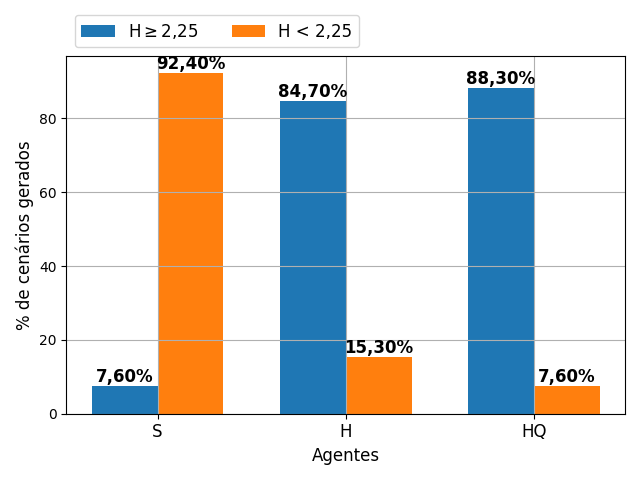 H ≥ 2,25 H < 2,25
92,40%
88,30%
84,70%
80
60
40
20
0
15,30%
7,60% 7,60%
% de cenários gerados
S H HQ
Agentes